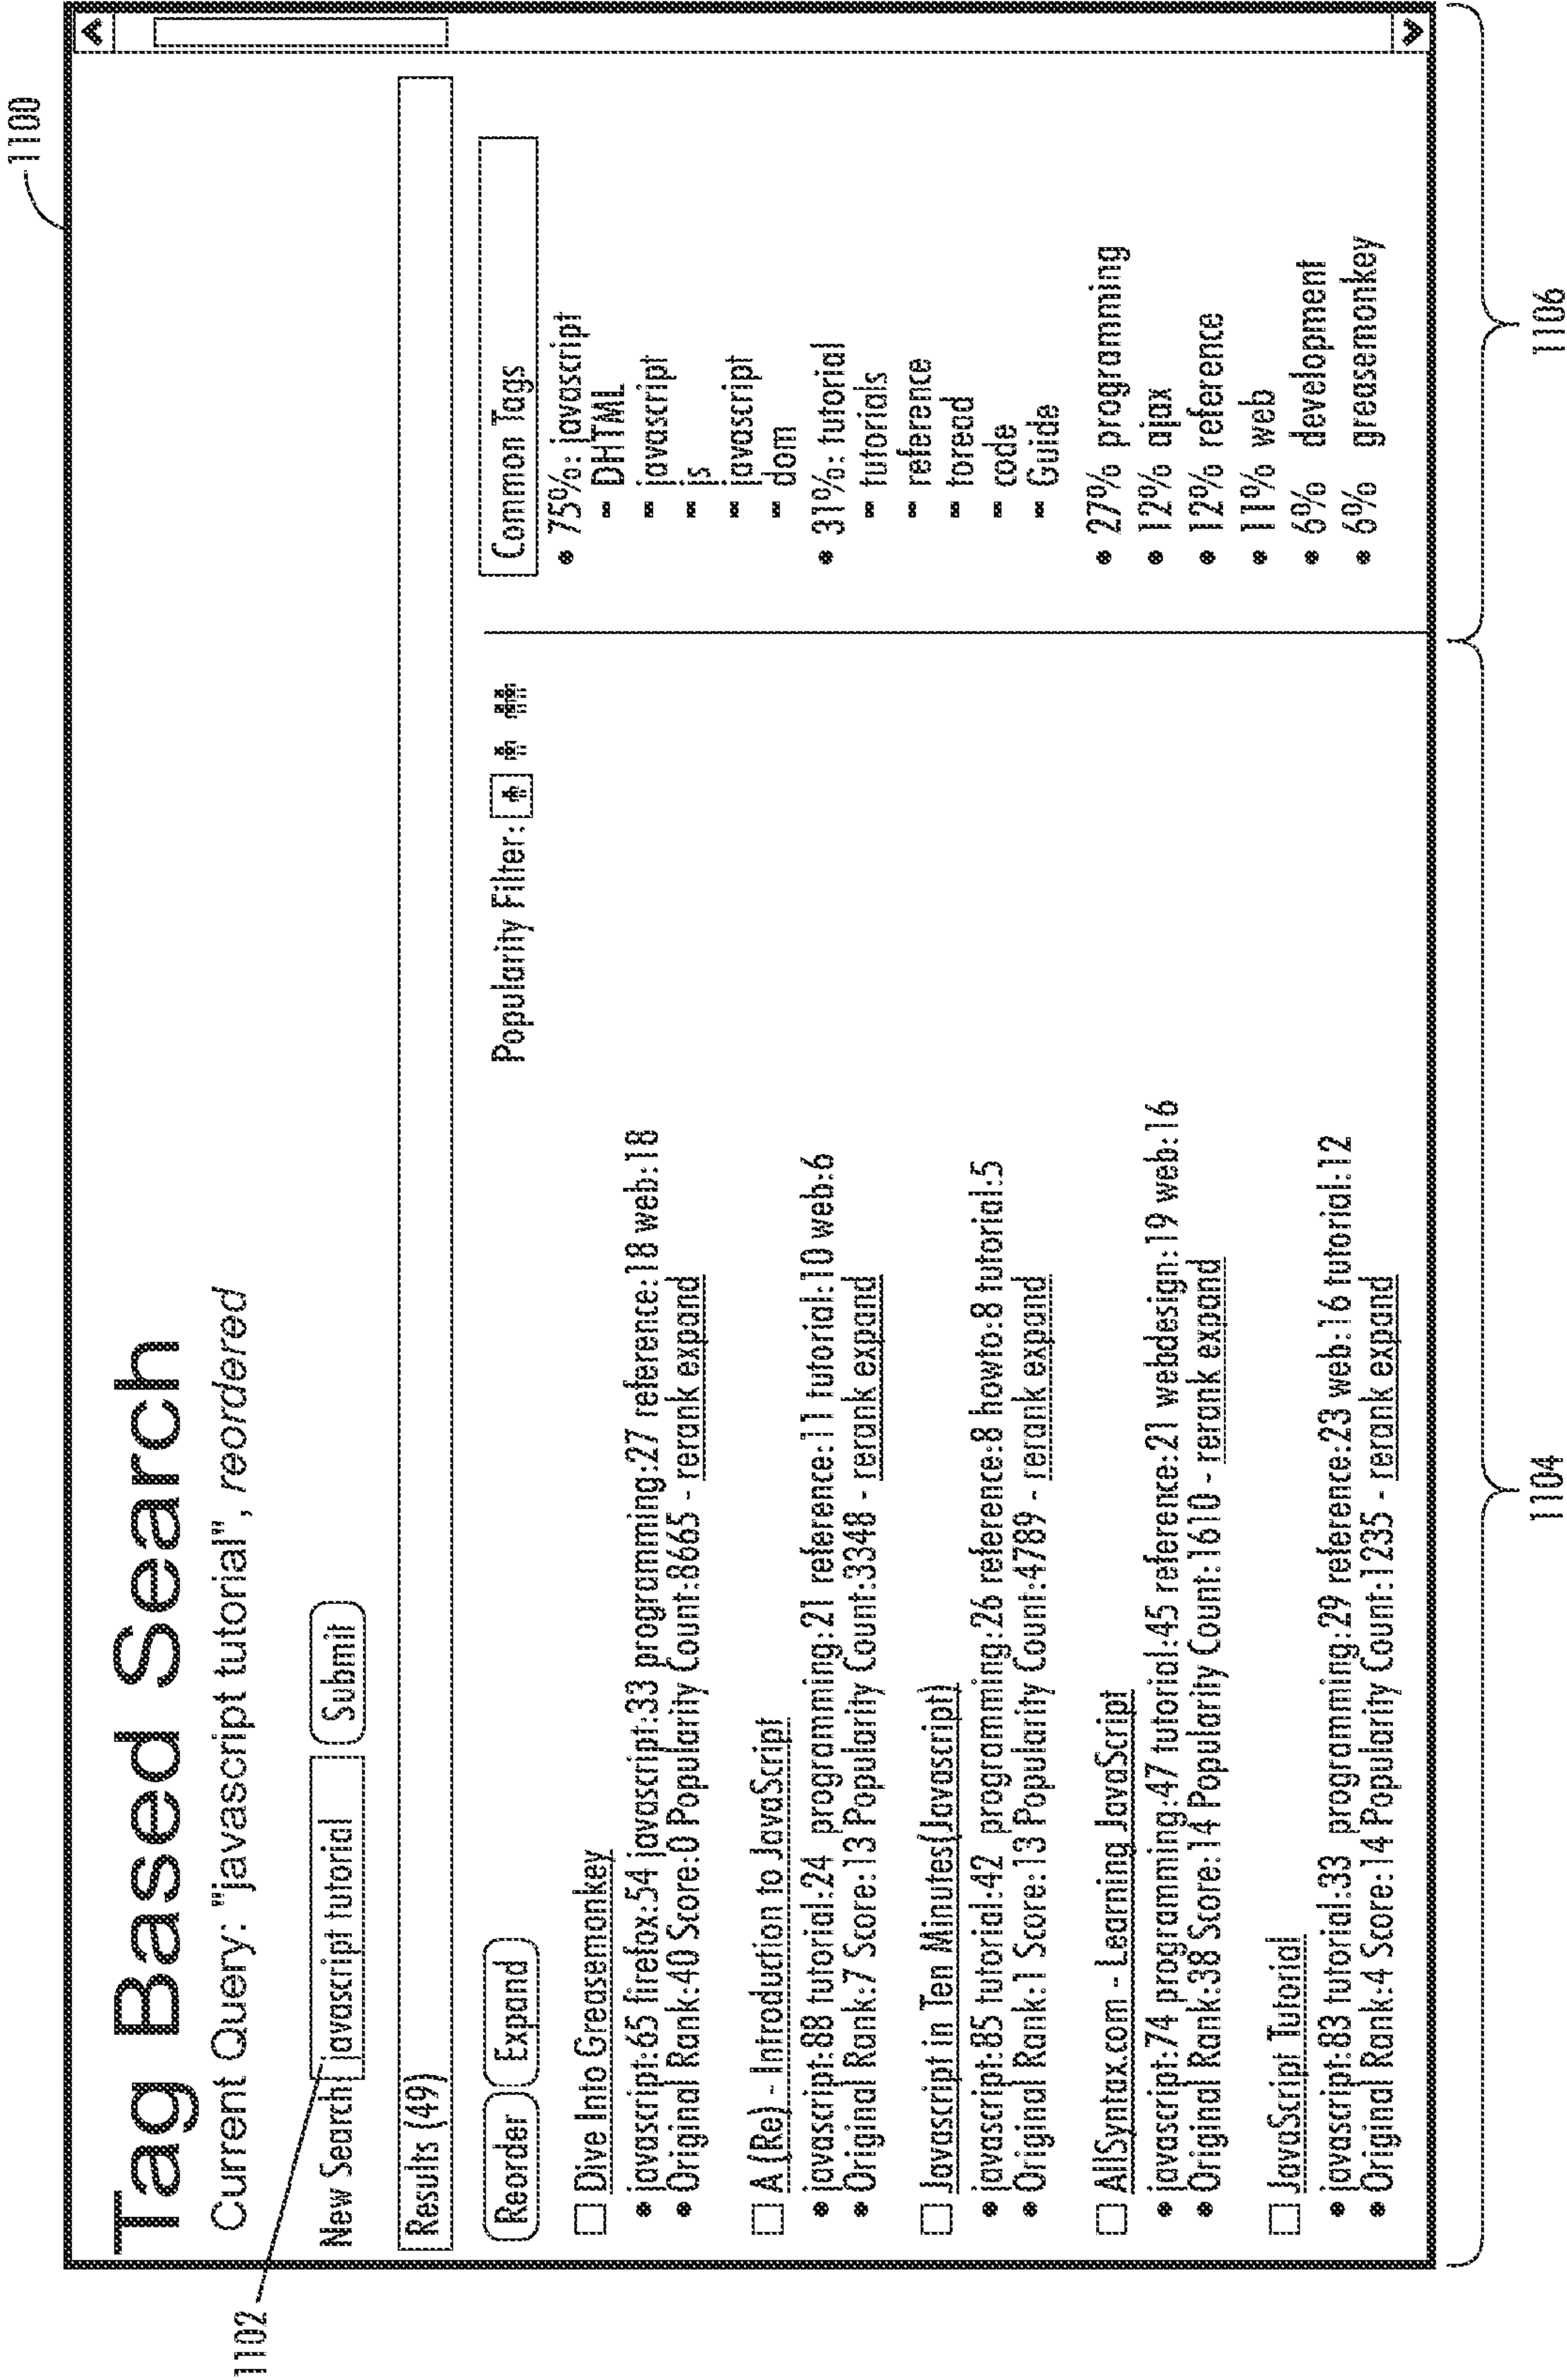 1100
Tag Based Search
Current Query: "javascript tutorial", reordered
1102
New Search: javascript tutorial Submit
Results (49)
Reorder Expand
Popularity Filter: * * **
Dive Into Greasemonkey
• javascript:65 firefox:54 javascript:33 programming:27 reference:18 web:18
• Original Rank:40 Score:0 Popularity Count:8665 - rerank expand
A (Re) - Introduction to JavaScript
• javascript:88 tutorial:24 programming:21 reference:11 tutorial:10 web:6
• Original Rank:7 Score:13 Popularity Count:3348 - rerank expand
Javascript in Ten Minutes(Javascript)
• javascript:85 tutorial:42 programming:26 reference:8 howto:8 tutorial:5
• Original Rank:1 Score:13 Popularity Count:4789 - rerank expand
AllSyntax.com - Learning JavaScript
• javascript:74 programming:47 tutorial:45 reference:21 webdesign:19 web:16
• Original Rank:38 Score:14 Popularity Count:1610 - rerank expand
JavaScript Tutorial
• javascript:83 tutorial:33 programming:29 reference:23 web:16 tutorial:12
• Original Rank:4 Score:14 Popularity Count:1235 - rerank expand
Common Tags
• 75%: javascript
- DHTML
- javascript
- js
- javascript
- dom
• 31%: tutorial
- tutorials
- reference
- toread
- code
- Guide
• 27% programming
• 12% ajax
• 12% reference
• 11% web
• 6% development
• 6% greasemonkey
1104
1106